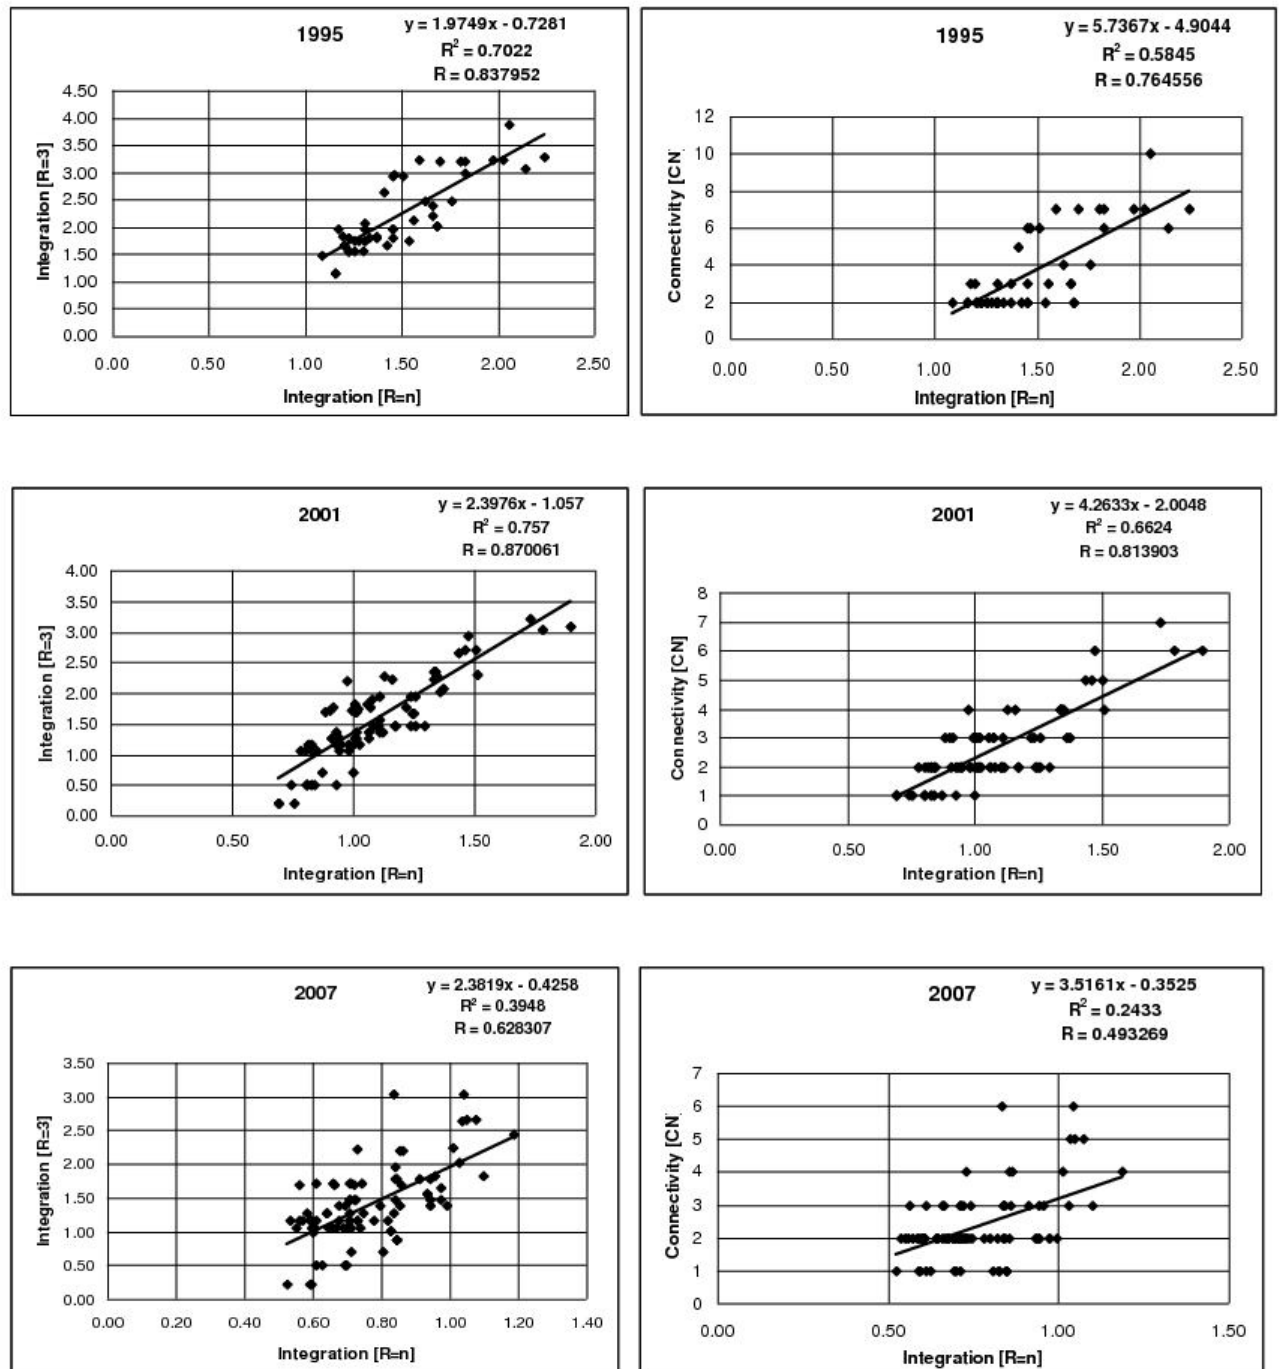 1995
y = 1.9749x - 0.7281
R² = 0.7022
R = 0.837952
4.50
4.00
3.50
3.00
2.50
2.00
1.50
1.00
0.50
0.00
Integration [R=3]
0.00 0.50 1.00 1.50 2.00 2.50
Integration [R=n]
1995
y = 5.7367x - 4.9044
R² = 0.5845
R = 0.764556
12
10
8
6
4
2
0
Connectivity [CN]
0.00 0.50 1.00 1.50 2.00 2.50
Integration [R=n]
2001
y = 2.3976x - 1.057
R² = 0.757
R = 0.870061
4.00
3.50
3.00
2.50
2.00
1.50
1.00
0.50
0.00
Integration [R=3]
0.00 0.50 1.00 1.50 2.00
Integration [R=n]
2001
y = 4.2633x - 2.0048
R² = 0.6624
R = 0.813903
8
7
6
5
4
3
2
1
0
Connectivity [CN]
0.00 0.50 1.00 1.50 2.00
Integration [R=n]
2007
y = 2.3819x - 0.4258
R² = 0.3948
R = 0.628307
3.50
3.00
2.50
2.00
1.50
1.00
0.50
0.00
Integration [R=3]
0.00 0.20 0.40 0.60 0.80 1.00 1.20 1.40
Integration [R=n]
2007
y = 3.5161x - 0.3525
R² = 0.2433
R = 0.493269
7
6
5
4
3
2
1
0
Connectivity [CN]
0.00 0.50 1.00 1.50
Integration [R=n]